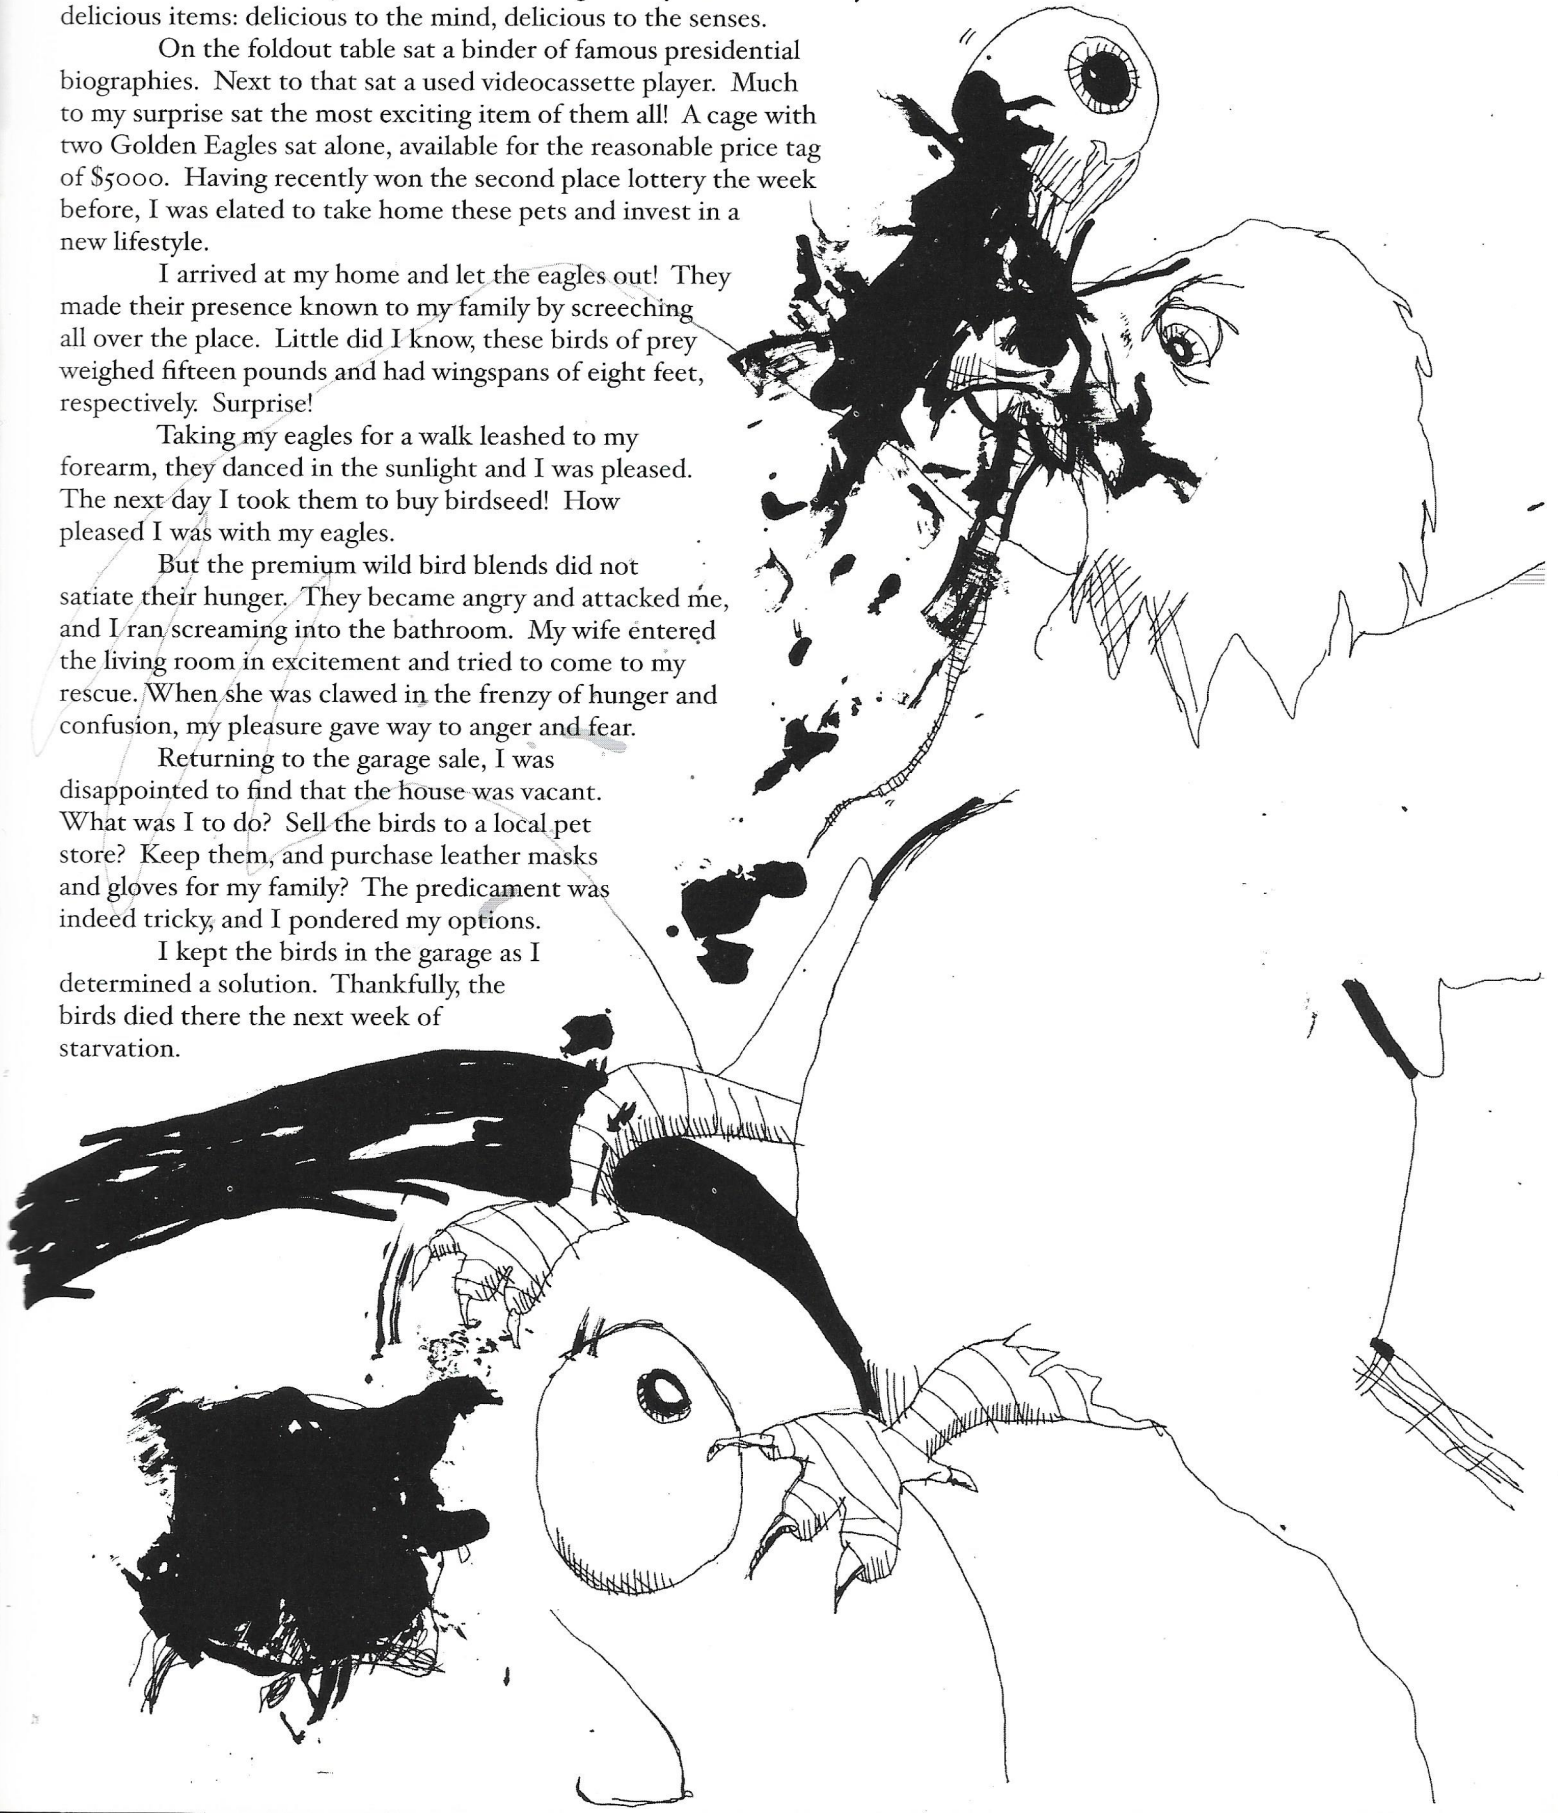 delicious items: delicious to the mind, delicious to the senses.
On the foldout table sat a binder of famous presidential
biographies. Next to that sat a used videocassette player. Much
to my surprise sat the most exciting item of them all! A cage with
two Golden Eagles sat alone, available for the reasonable price tag
of $5000. Having recently won the second place lottery the week
before, I was elated to take home these pets and invest in a
new lifestyle.
I arrived at my home and let the eagles out! They
made their presence known to my family by screeching
all over the place. Little did I know, these birds of prey
weighed fifteen pounds and had wingspans of eight feet,
respectively. Surprise!
Taking my eagles for a walk leashed to my
forearm, they danced in the sunlight and I was pleased.
The next day I took them to buy birdseed! How
pleased I was with my eagles.
But the premium wild bird blends did not
satiate their hunger. They became angry and attacked me,
and I ran screaming into the bathroom. My wife entered
the living room in excitement and tried to come to my
rescue. When she was clawed in the frenzy of hunger and
confusion, my pleasure gave way to anger and fear.
Returning to the garage sale, I was
disappointed to find that the house was vacant.
What was I to do? Sell the birds to a local pet
store? Keep them, and purchase leather masks
and gloves for my family? The predicament was
indeed tricky, and I pondered my options.
I kept the birds in the garage as I
determined a solution. Thankfully, the
birds died there the next week of
starvation.